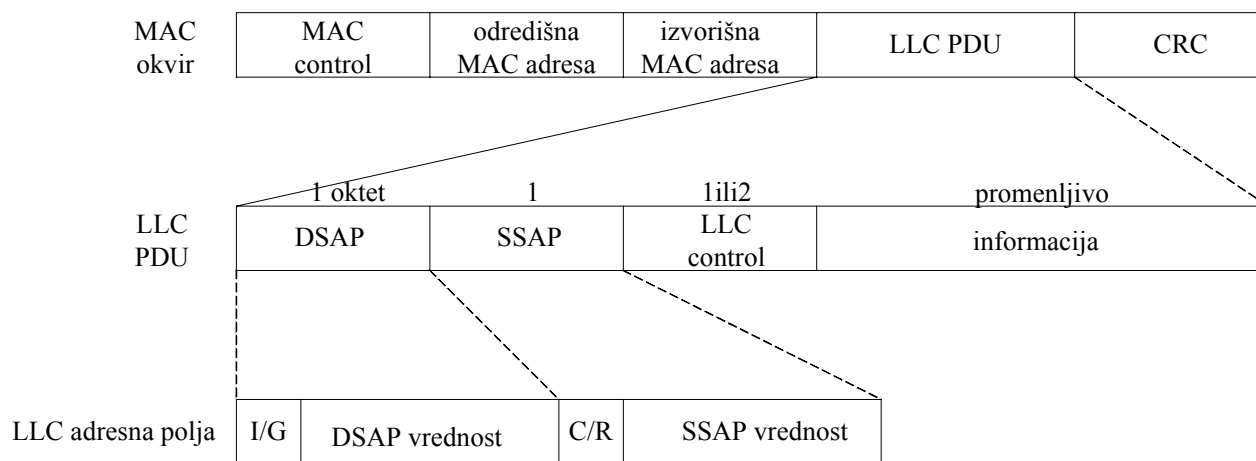 MAC okvir
MAC control
odredišna MAC adresa
izvorišna MAC adresa
LLC PDU
CRC
1 oktet
1
1ili2
promenljivo
LLC PDU
DSAP
SSAP
LLC control
informacija
LLC adresna polja
I/G
DSAP vrednost
C/R
SSAP vrednost